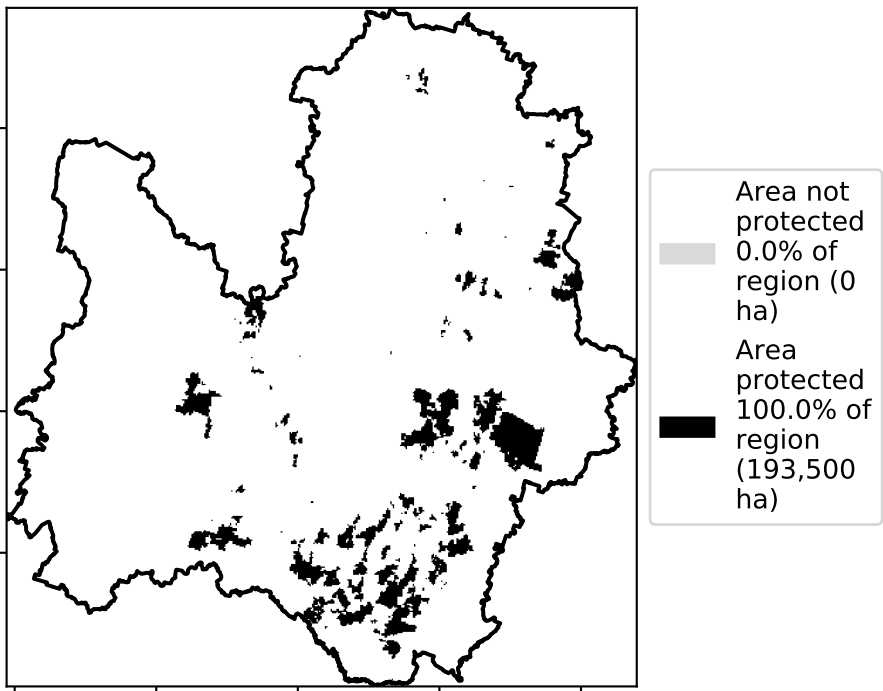 Area not
protected
0.0% of
region (0
ha)
Area
protected
100.0% of
region
(193,500
ha)